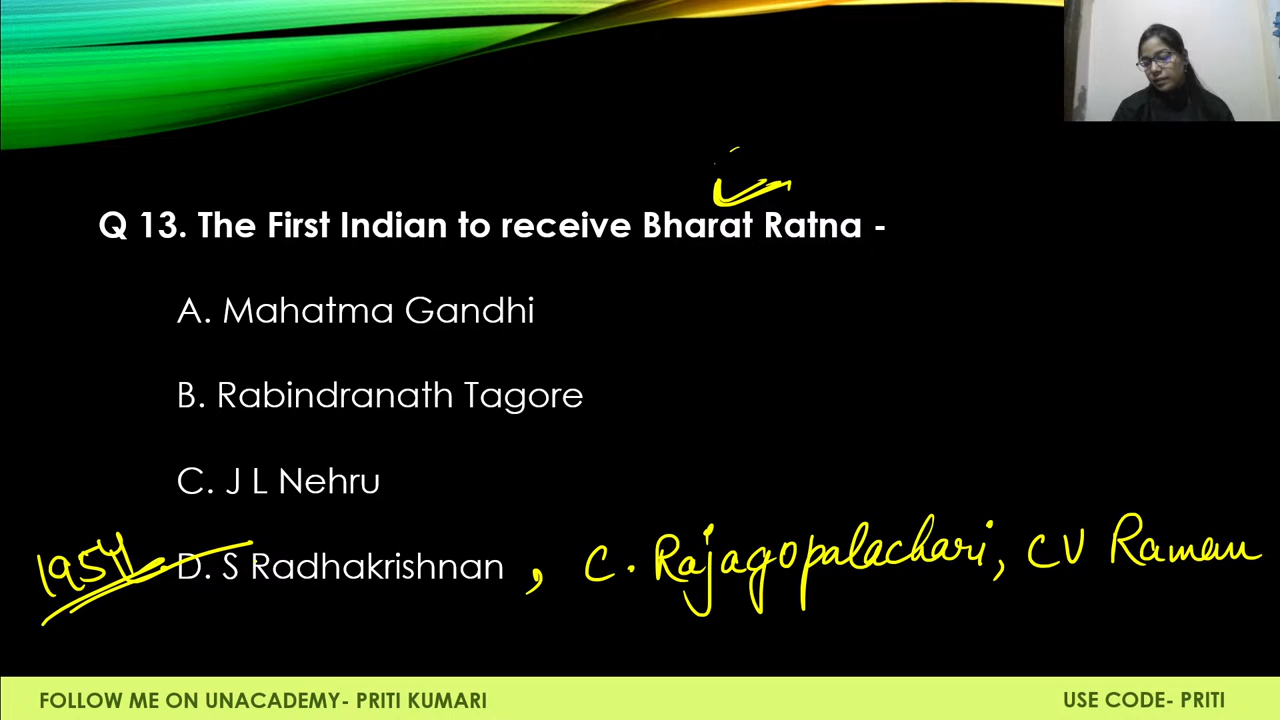 Q 13. The First Indian to receive Bharat Ratna -
A. Mahatma Gandhi
B. Rabindranath Tagore
C. J L Nehru
1954 D. S Radhakrishnan , C. Rajagopalachari, CV Raman
FOLLOW ME ON UNACADEMY- PRITI KUMARI USE CODE- PRITI